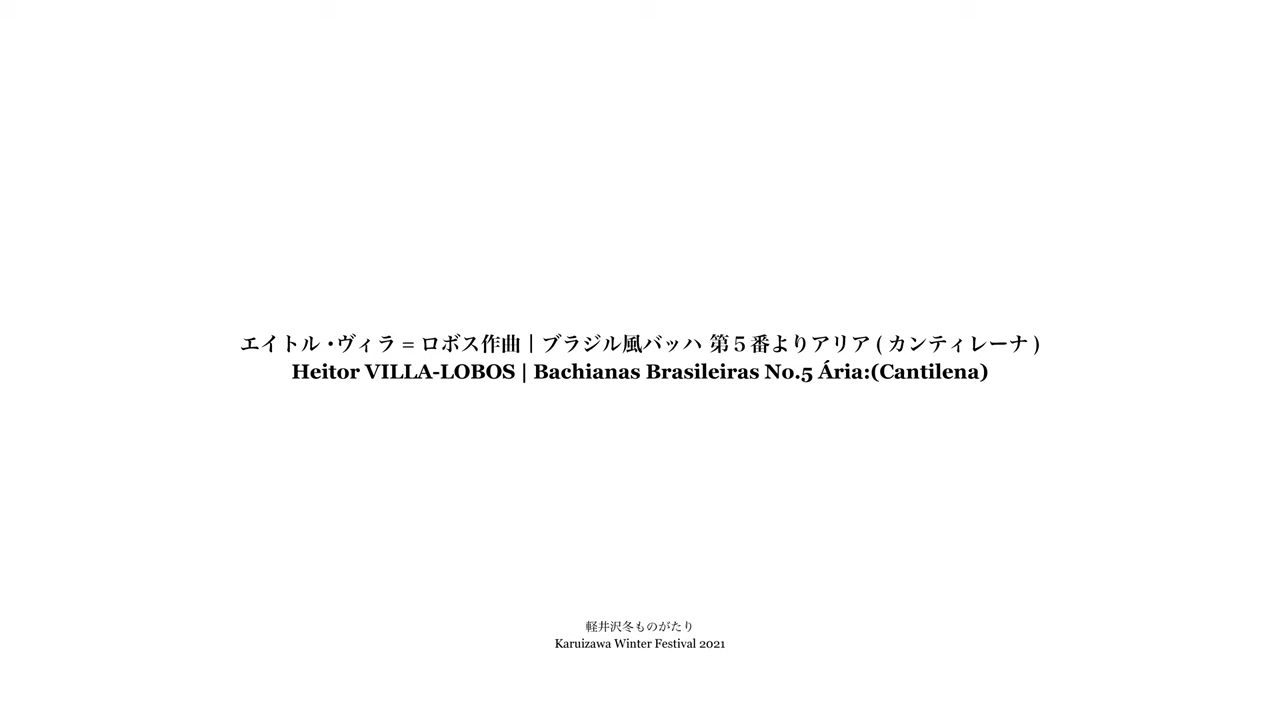 エイトル・ヴィラ = ロボス作曲｜ブラジル風バッハ 第５番よりアリア ( カンティレーナ )
Heitor VILLA-LOBOS | Bachianas Brasileiras No.5 Ária:(Cantilena)
軽井沢冬ものがたり
Karuizawa Winter Festival 2021